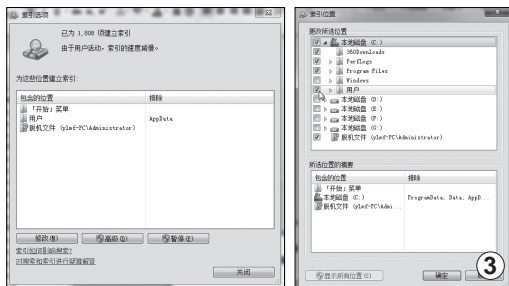 索引选项
已为 1,808 项建立索引
由于用户活动，索引的速度减慢。
为这些位置建立索引:
包含的位置 排除
「开始」菜单
用户 AppData
脱机文件 (ylmf-PC\Administrator)
修改(M) 高级(D) 暂停(P)
索引如何影响搜索?
对搜索和索引进行疑难解答
关闭
索引位置
更改所选位置
本地磁盘 (C:)
360Downloads
PerfLogs
Program Files
Windows
用户
本地磁盘 (D:)
本地磁盘 (E:)
本地磁盘 (F:)
本地磁盘 (G:)
脱机文件 (ylmf-PC\Administrator)
所选位置的摘要
包含的位置 排除
「开始」菜单
本地磁盘 (C:) ProgramData; Data; AppD...
脱机文件 (ylmf-PC\Admi...
显示所有位置(S) 确定
3